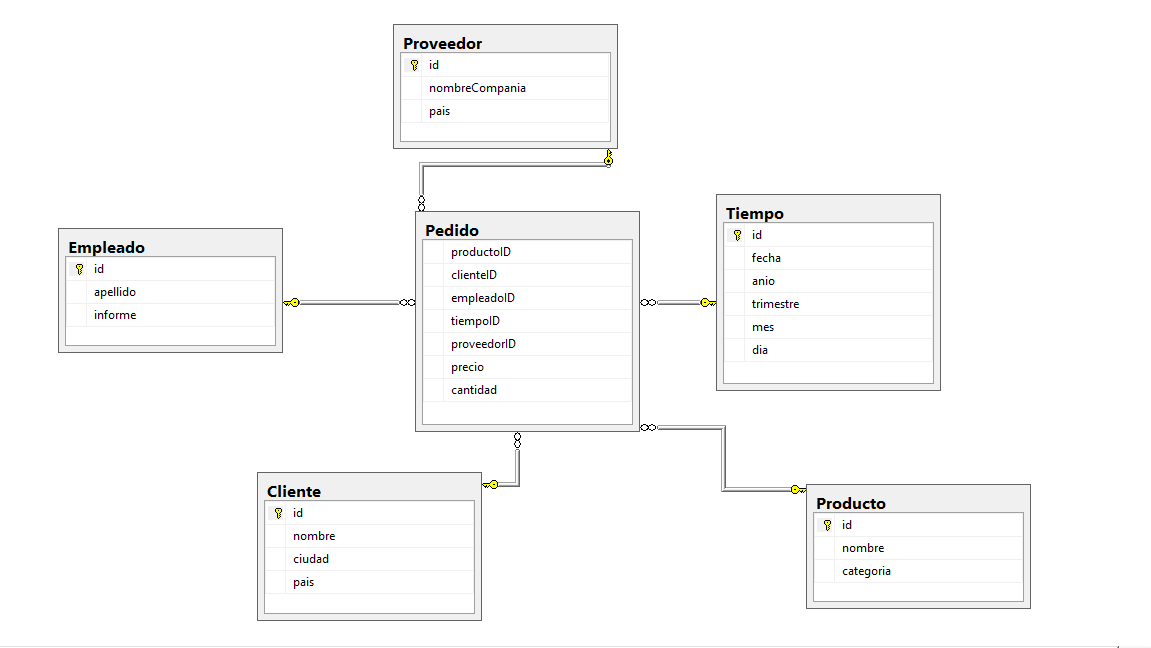 Proveedor
id
nombreCompania
pais
Empleado
id
apellido
informe
Pedido
productoID
clienteID
empleadoID
tiempoID
proveedorID
precio
cantidad
Tiempo
id
fecha
anio
trimestre
mes
dia
Cliente
id
nombre
ciudad
pais
Producto
id
nombre
categoria